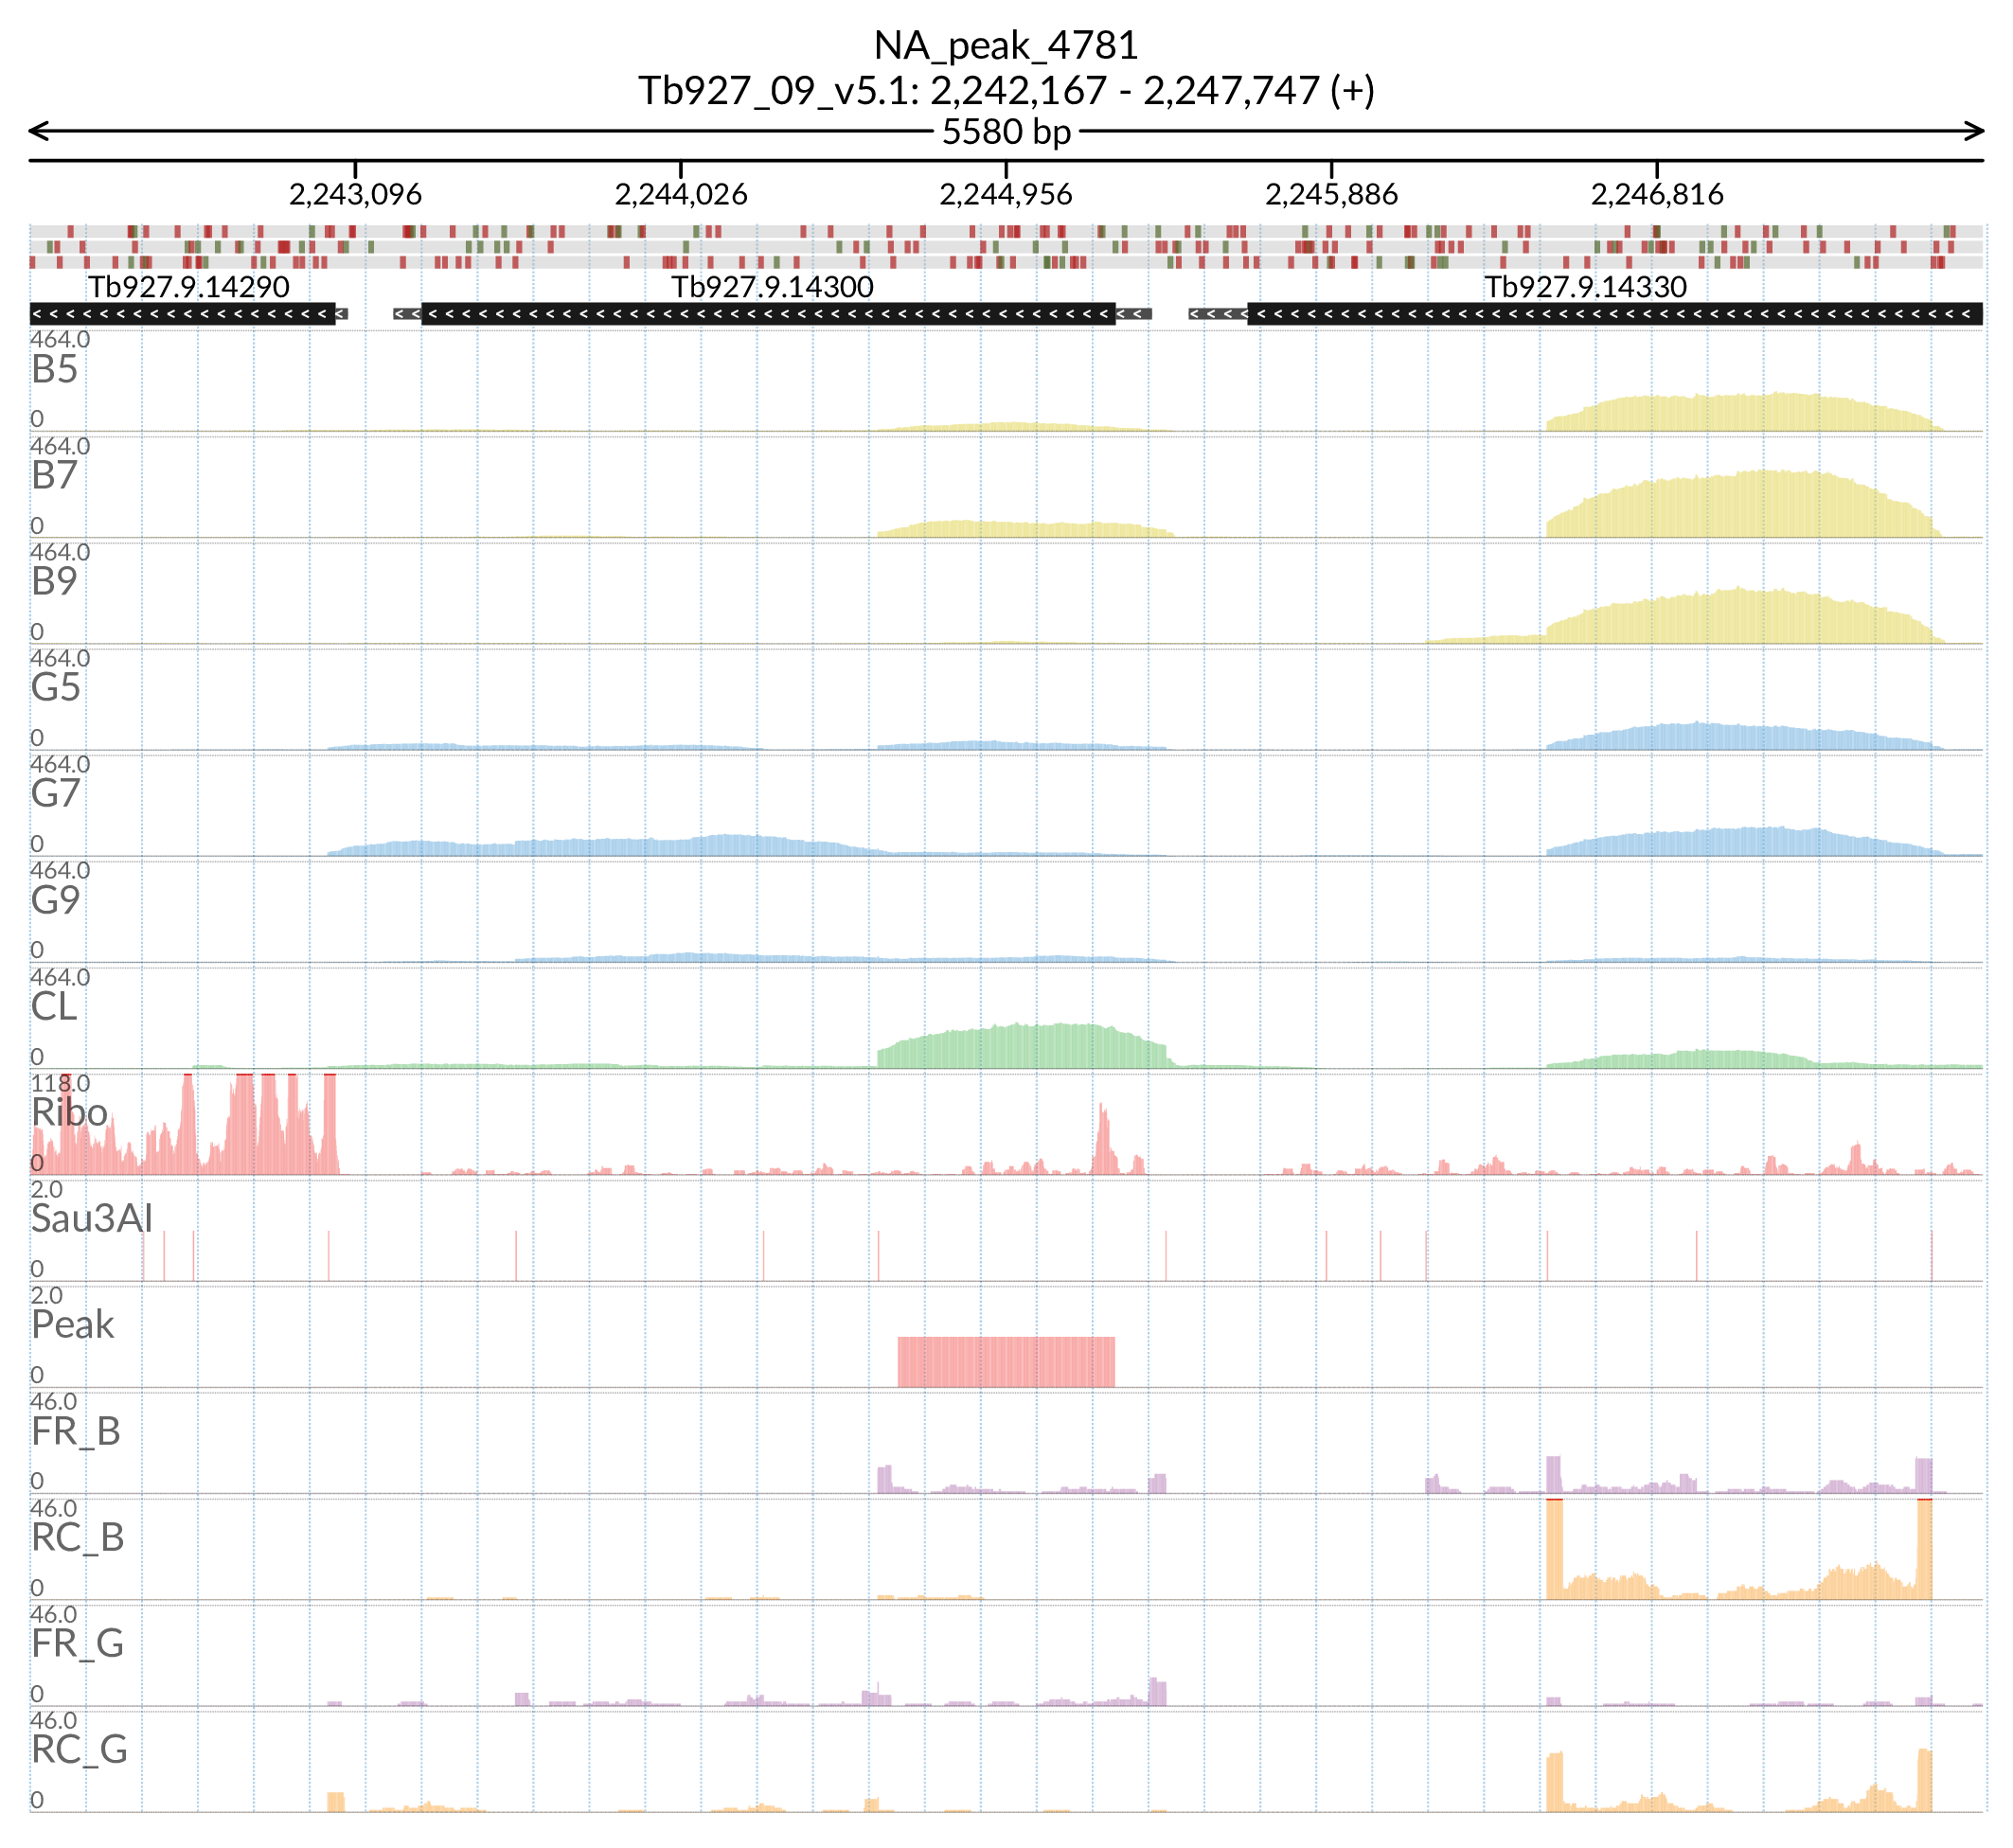 NA_peak_4781
Tb927_09_v5.1: 2,242,167 - 2,247,747 (+)
5580 bp
2,243,096 2,244,026 2,244,956 2,245,886 2,246,816
Tb927.9.14290 Tb927.9.14300 Tb927.9.14330
464.0
B5
0
464.0
B7
0
464.0
B9
0
464.0
G5
0
464.0
G7
0
464.0
G9
0
464.0
CL
0
118.0
Ribo
0
2.0
Sau3AI
0
2.0
Peak
0
46.0
FR_B
0
46.0
RC_B
0
46.0
FR_G
0
46.0
RC_G
0